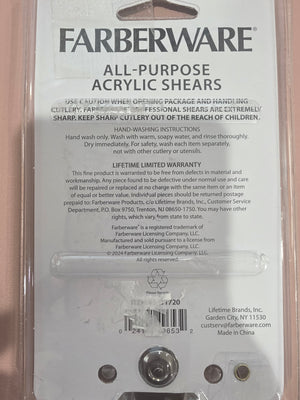 FARBERWARE®
ALL-PURPOSE
ACRYLIC SHEARS
USE CAUTION WHEN OPENING PACKAGE AND HANDLING
CUTLERY. PROFESSIONAL SHEARS ARE EXTREMELY
SHARP. KEEP SHARP CUTLERY OUT OF THE REACH OF CHILDREN.
HAND-WASHING INSTRUCTIONS
Hand wash only. Wash with warm, soapy water, and rinse thoroughly.
Dry immediately. For safety, wash each item separately,
not with other cutlery or utensils.
LIFETIME LIMITED WARRANTY
This fine product is warranted to be free from defects in material and
workmanship. Any piece found to be defective under normal use and care
will be repaired or replaced at no charge with the same item or an item
of equal or better value. Individual pieces should be returned postage
prepaid to: Farberware Products, c/o Lifetime Brands, Inc., Customer Service
Department, P.O. Box 9750, Trenton, NJ 08650-1750. You may have other
rights, which vary from state to state.
Farberware® is a registered trademark of
Farberware Licensing Company, LLC.
Manufactured and sold pursuant to a license from
Farberware Licensing Company, LLC.
© 2024 Farberware Licensing Company, LLC.
All rights reserved.
Please Recycle
Lifetime Brands, Inc.
Garden City, NY 11530
custserv@farberware.com
Made in China